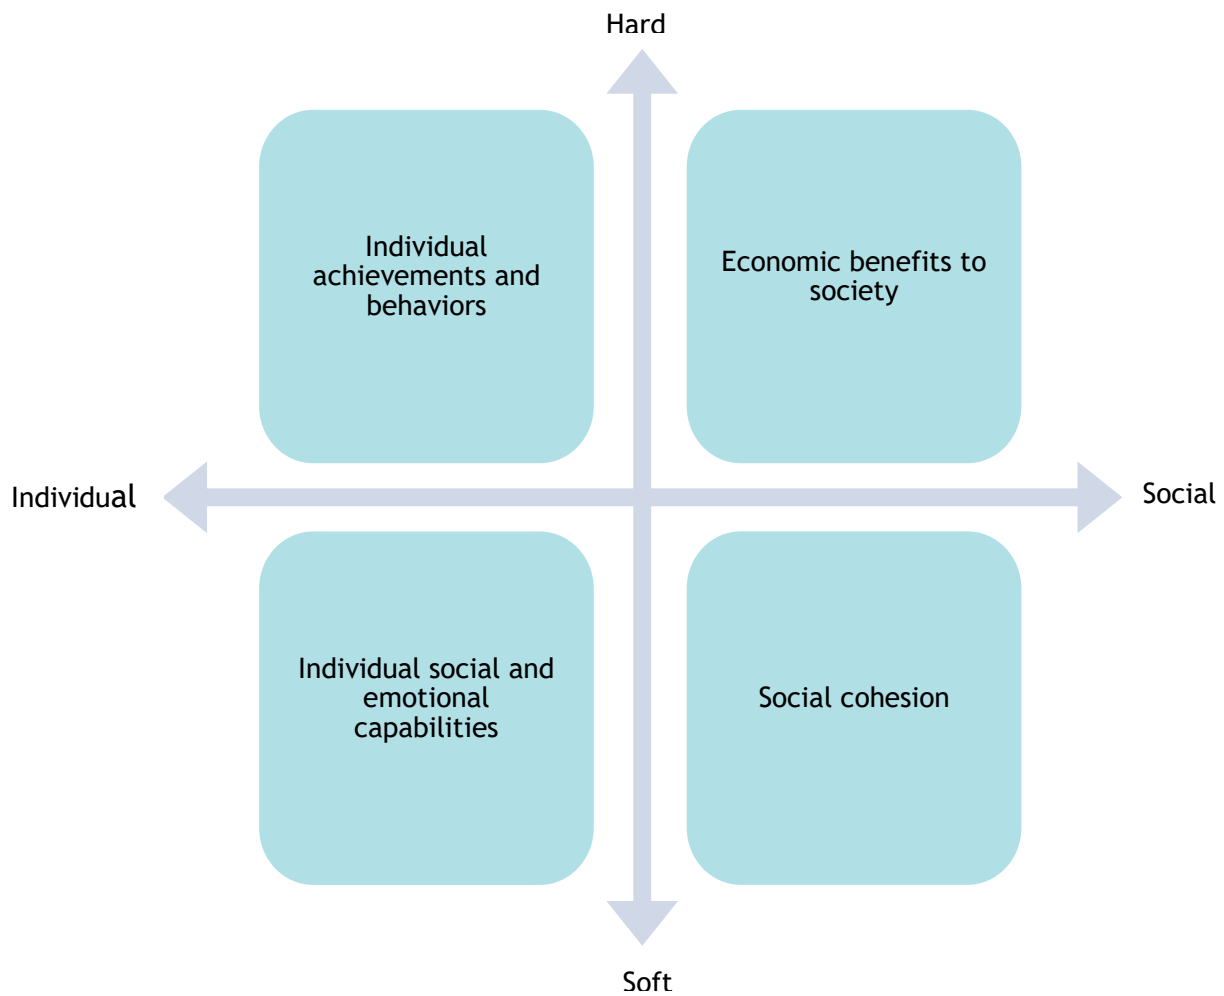 Hard
Individual
achievements and
behaviors
Economic benefits to
society
Individual
Social
Individual social and
emotional
capabilities
Social cohesion
Soft